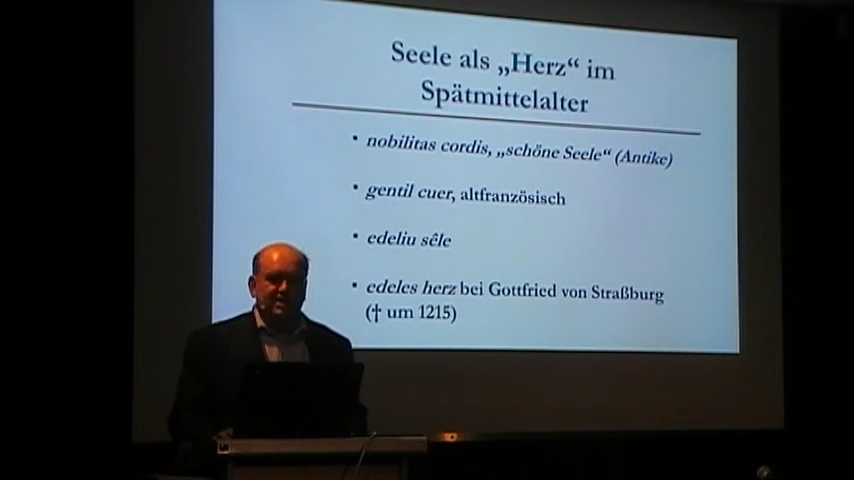 Seele als „Herz“ im
Spätmittelalter
• nobilitas cordis, „schöne Seele“ (Antike)
• gentil cuer, altfranzösisch
• edeliu sêle
• edeles herz bei Gottfried von Straßburg
(† um 1215)